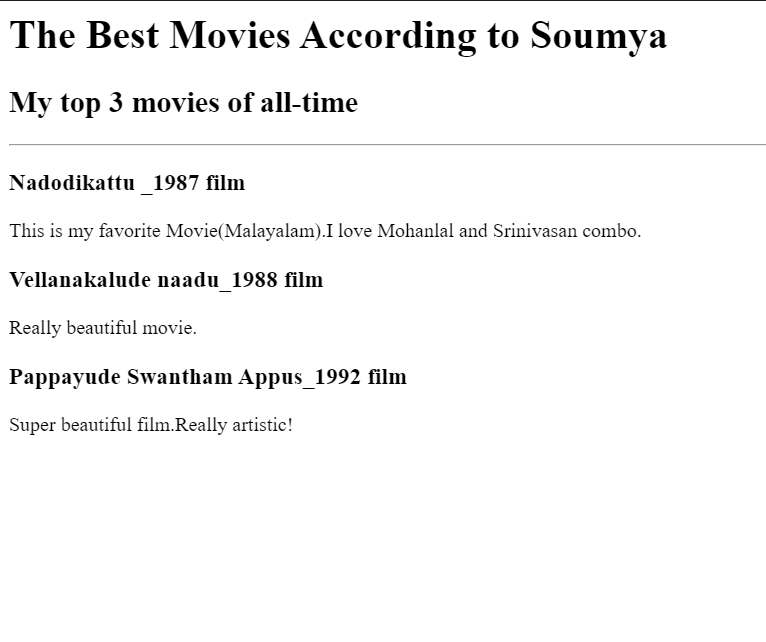 The Best Movies According to Soumya
My top 3 movies of all-time
Nadodikattu _1987 film
This is my favorite Movie(Malayalam).I love Mohanlal and Srinivasan combo.
Vellanakalude naadu_1988 film
Really beautiful movie.
Pappayude Swantham Appus_1992 film
Super beautiful film.Really artistic!